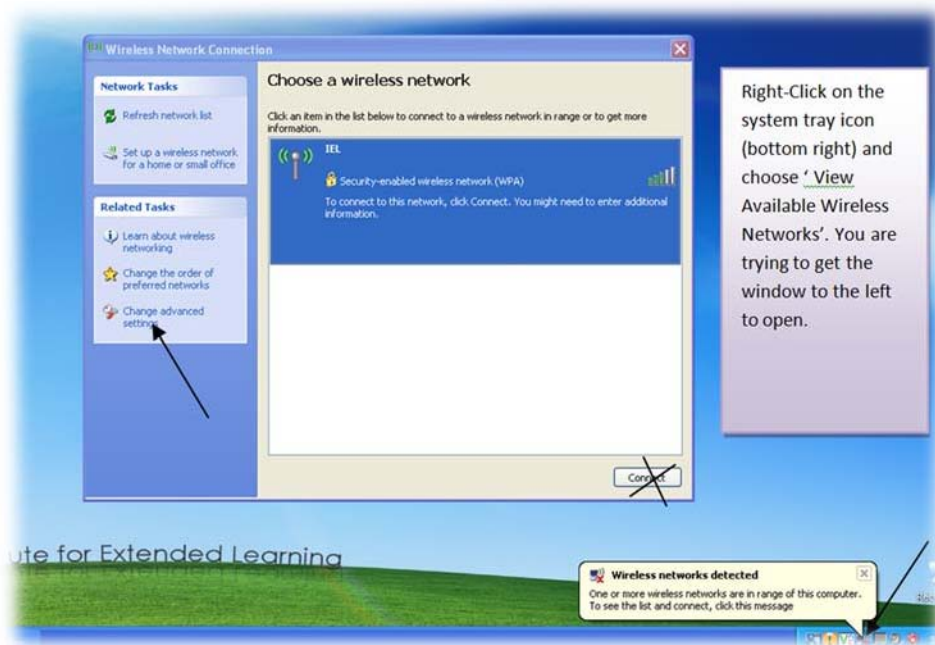 Wireless Network Connection
Network Tasks
Refresh network list
Set up a wireless network
for a home or small office
Related Tasks
Learn about wireless
networking
Change the order of
preferred networks
Change advanced
settings
Choose a wireless network
Click an item in the list below to connect to a wireless network in range or to get more
information.
IEL
Security-enabled wireless network (WPA)
To connect to this network, click Connect. You might need to enter additional
information.
Connect
Right-Click on the
system tray icon
(bottom right) and
choose ‘ View
Available Wireless
Networks’. You are
trying to get the
window to the left
to open.
ute for Extended Learning
Wireless networks detected
One or more wireless networks are in range of this computer.
To see the list and connect, click this message